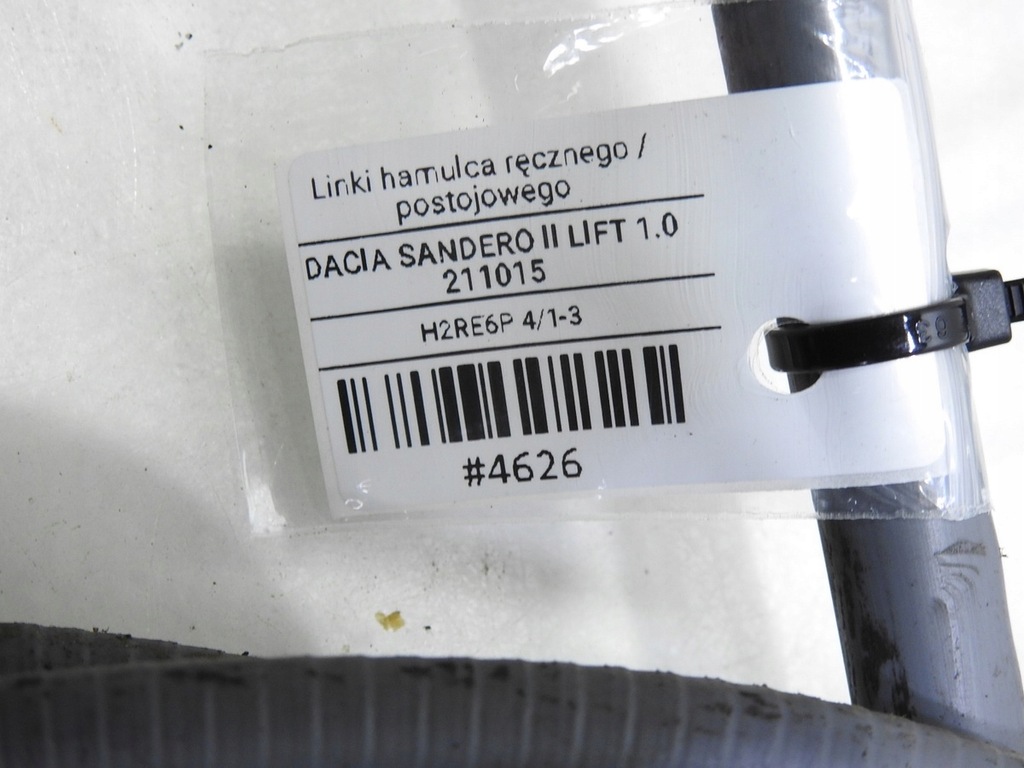 Linki hamulca ręcznego /
postojowego
DACIA SANDERO II LIFT 1.0
211015
H2RE6P 4/1-3
#4626